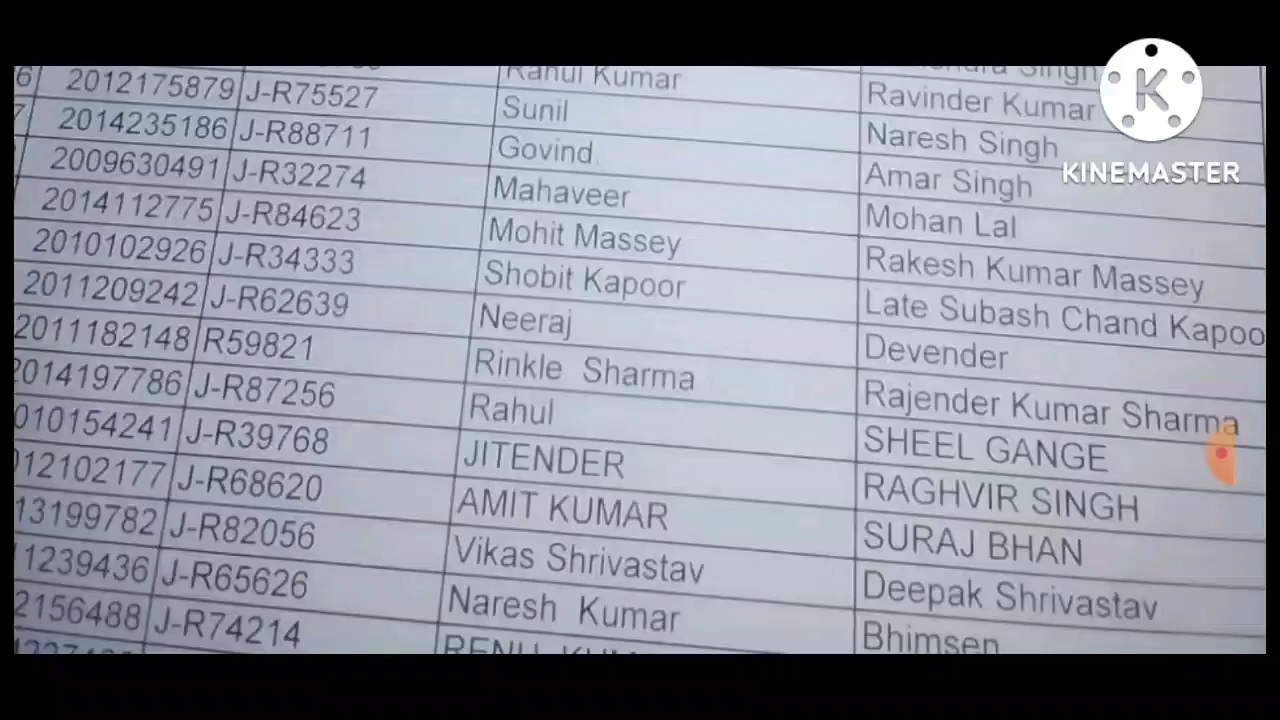 KINEMASTER
Rahul Kumar Ravinder Kumar
6 2012175879 J-R75527 Sunil Naresh Singh
2014235186 J-R88711 Govind Amar Singh
2009630491 J-R32274 Mahaveer Mohan Lal
2014112775 J-R84623 Mohit Massey Rakesh Kumar Massey
2010102926 J-R34333 Shobit Kapoor Late Subash Chand Kapoo
2011209242 J-R62639 Neeraj Devender
2011182148 R59821 Rinkle Sharma Rajender Kumar Sharma
2014197786 J-R87256 Rahul SHEEL GANGE
010154241 J-R39768 JITENDER RAGHVIR SINGH
12102177 J-R68620 AMIT KUMAR SURAJ BHAN
13199782 J-R82056 Vikas Shrivastav Deepak Shrivastav
1239436 J-R65626 Naresh Kumar Bhimsen
2156488 J-R74214